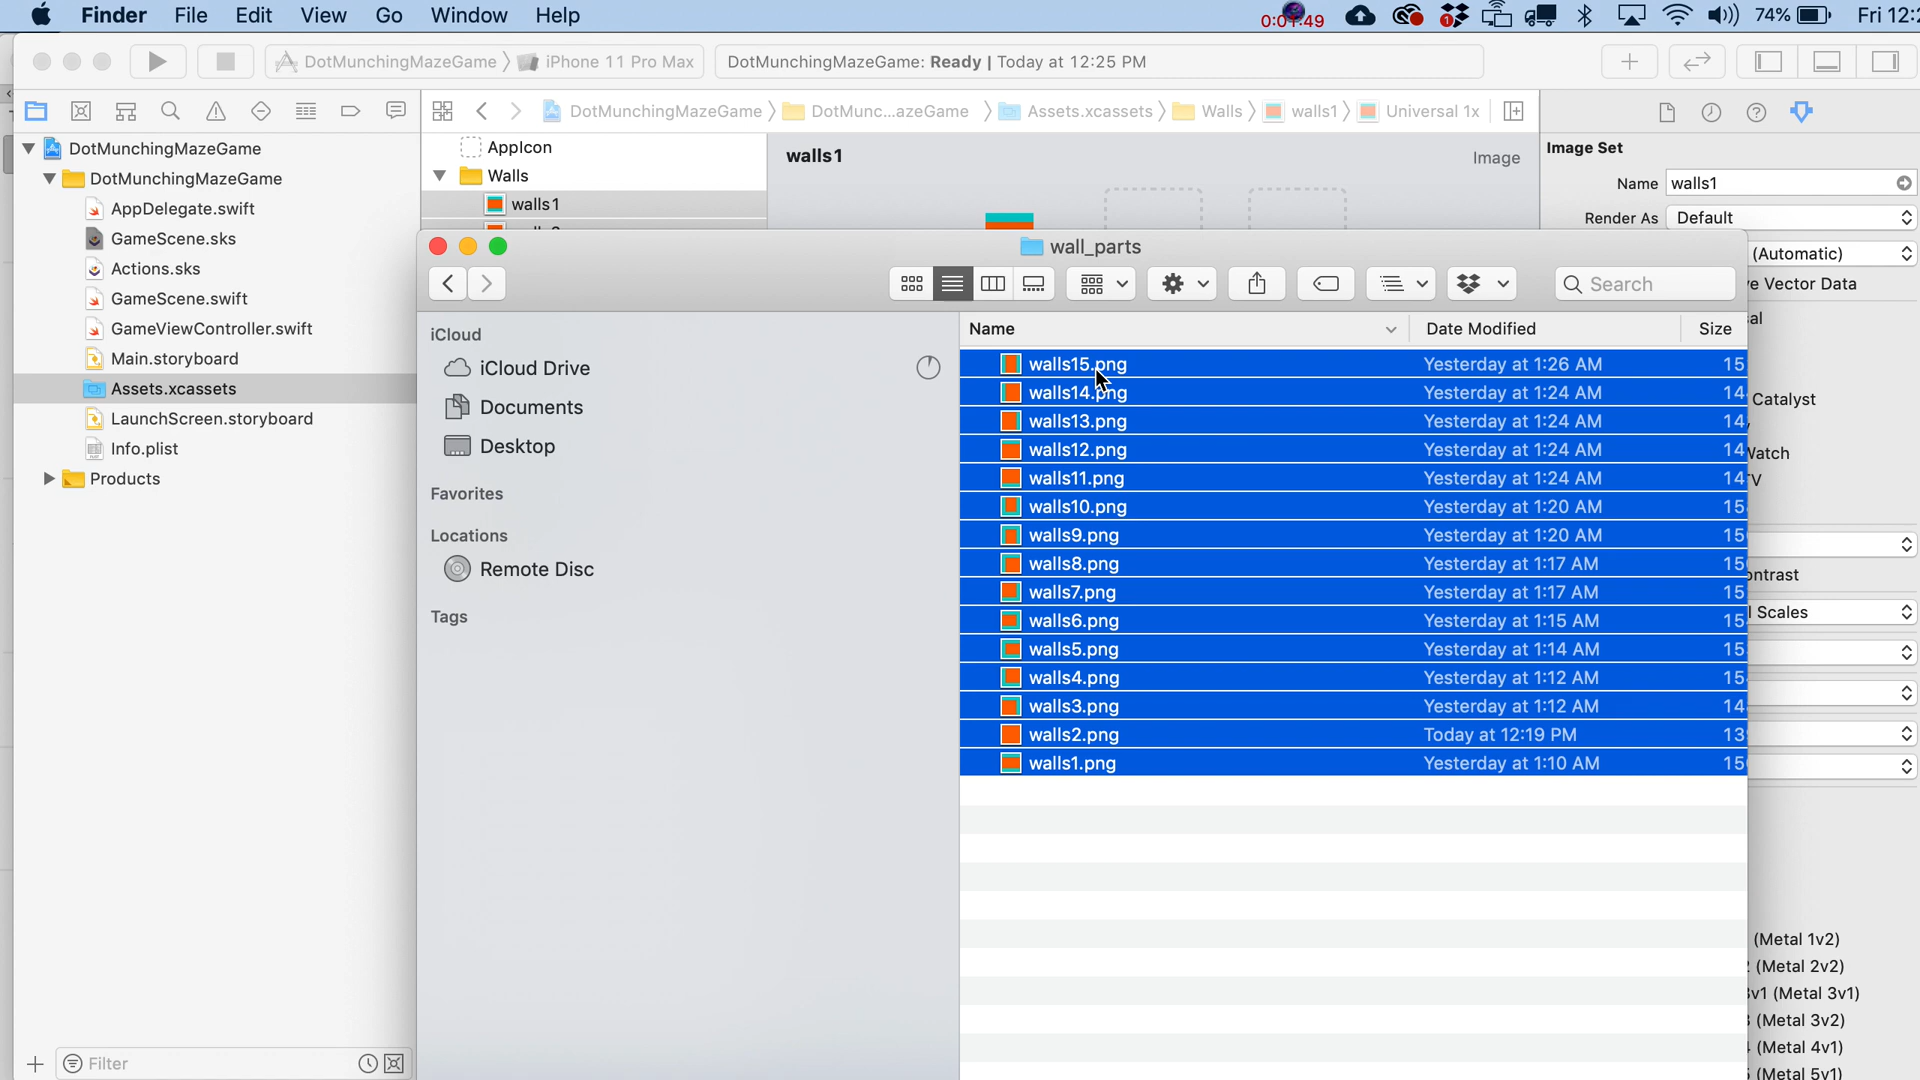 Finder File Edit View Go Window Help 0:01:49 74% Fri 12:2
DotMunchingMazeGame iPhone 11 Pro Max DotMunchingMazeGame: Ready | Today at 12:25 PM
DotMunchingMazeGame DotMunc...azeGame Assets.xcassets Walls walls1 Universal 1x
DotMunchingMazeGame
DotMunchingMazeGame
AppDelegate.swift
GameScene.sks
Actions.sks
GameScene.swift
GameViewController.swift
Main.storyboard
Assets.xcassets
LaunchScreen.storyboard
Info.plist
Products
Filter
AppIcon
Walls
walls1
walls1 Image
Image Set
Name walls1
Render As Default
(Automatic)
Vector Data
Catalyst
Scales
(Metal 1v2)
(Metal 2v2)
(Metal 3v1)
(Metal 3v2)
(Metal 4v1)
(Metal 5v1)
wall_parts
Search
iCloud
iCloud Drive
Documents
Desktop
Favorites
Locations
Remote Disc
Tags
Name Date Modified Size
walls15.png Yesterday at 1:26 AM 15
walls14.png Yesterday at 1:24 AM 14
walls13.png Yesterday at 1:24 AM 14
walls12.png Yesterday at 1:24 AM 14
walls11.png Yesterday at 1:24 AM 14
walls10.png Yesterday at 1:20 AM 15
walls9.png Yesterday at 1:20 AM 15
walls8.png Yesterday at 1:17 AM 15
walls7.png Yesterday at 1:17 AM 15
walls6.png Yesterday at 1:15 AM 15
walls5.png Yesterday at 1:14 AM 15
walls4.png Yesterday at 1:12 AM 15
walls3.png Yesterday at 1:12 AM 14
walls2.png Today at 12:19 PM 13
walls1.png Yesterday at 1:10 AM 15